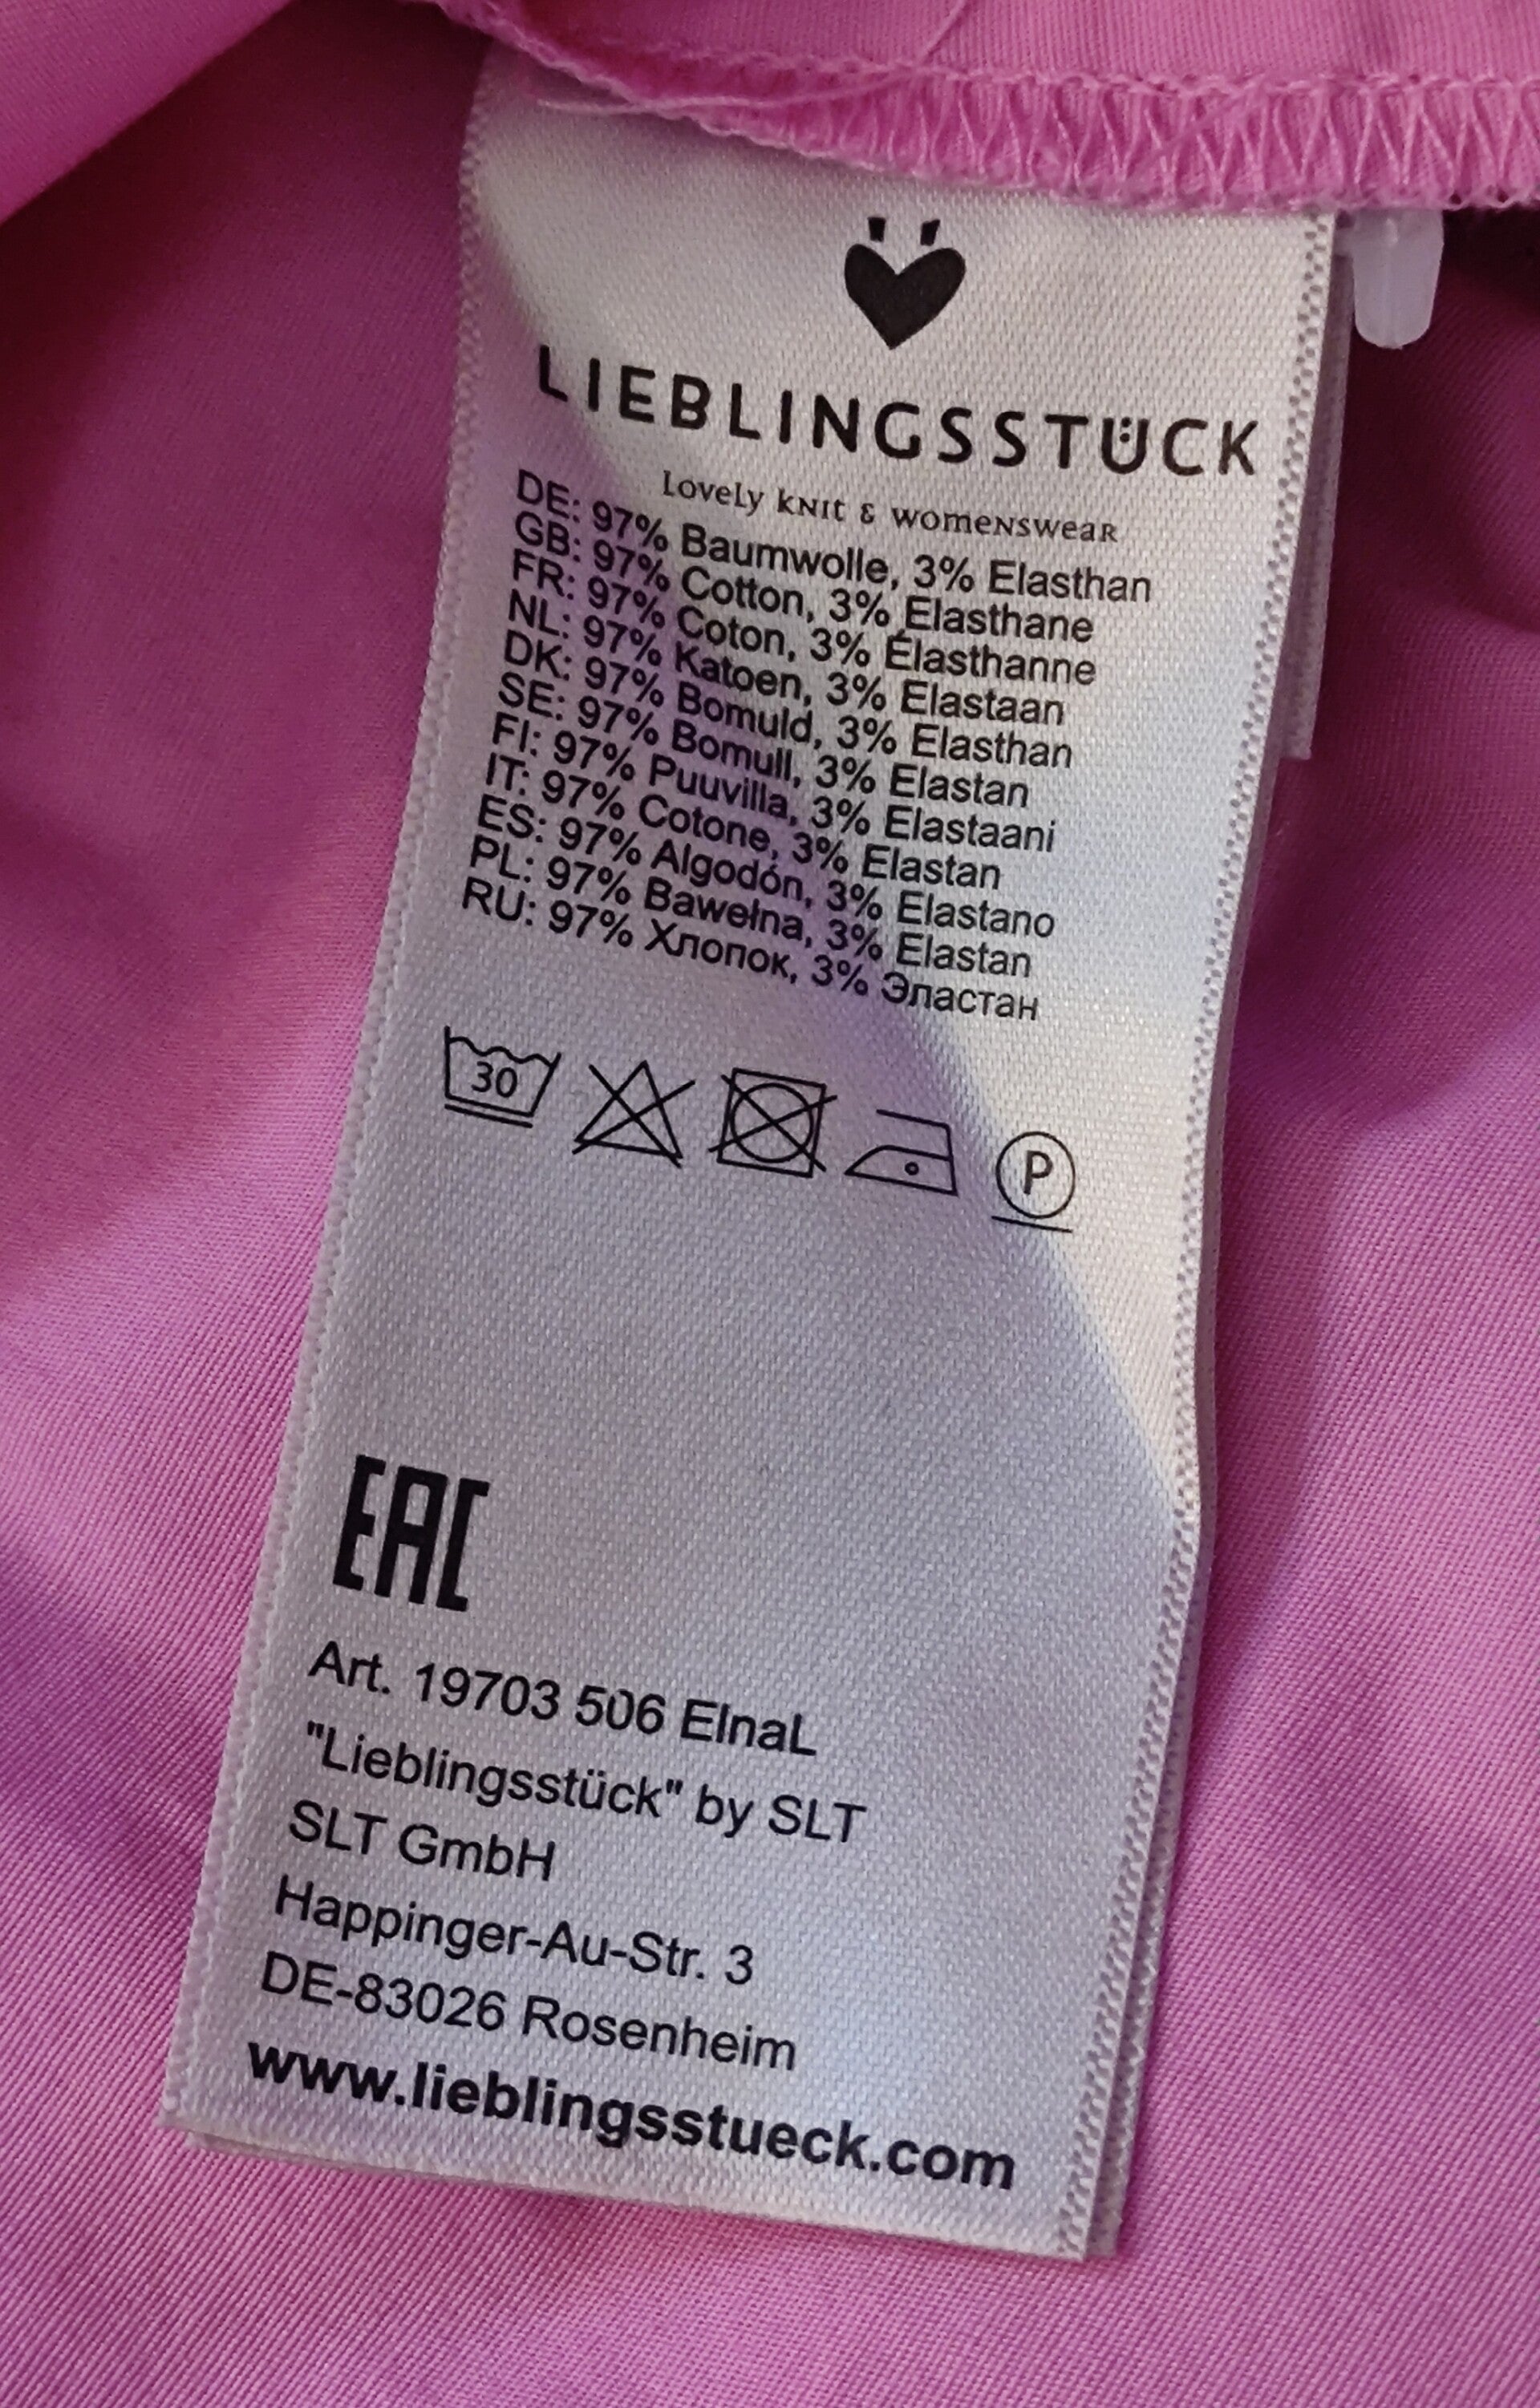 LIEBLINGSSTÜCK
Lovely knit & womenswear
DE: 97% Baumwolle, 3% Elasthan
GB: 97% Cotton, 3% Elasthane
FR: 97% Coton, 3% Élasthanne
NL: 97% Katoen, 3% Elastaan
DK: 97% Bomuld, 3% Elasthan
SE: 97% Bomull, 3% Elastan
FI: 97% Puuvilla, 3% Elastaani
IT: 97% Cotone, 3% Elastan
ES: 97% Algodón, 3% Elastano
PL: 97% Bawełna, 3% Elastan
RU: 97% Хлопок, 3% Эластан
30 P
EAC
Art. 19703 506 ElnaL
"Lieblingsstück" by SLT
SLT GmbH
Happinger-Au-Str. 3
DE-83026 Rosenheim
www.lieblingsstueck.com